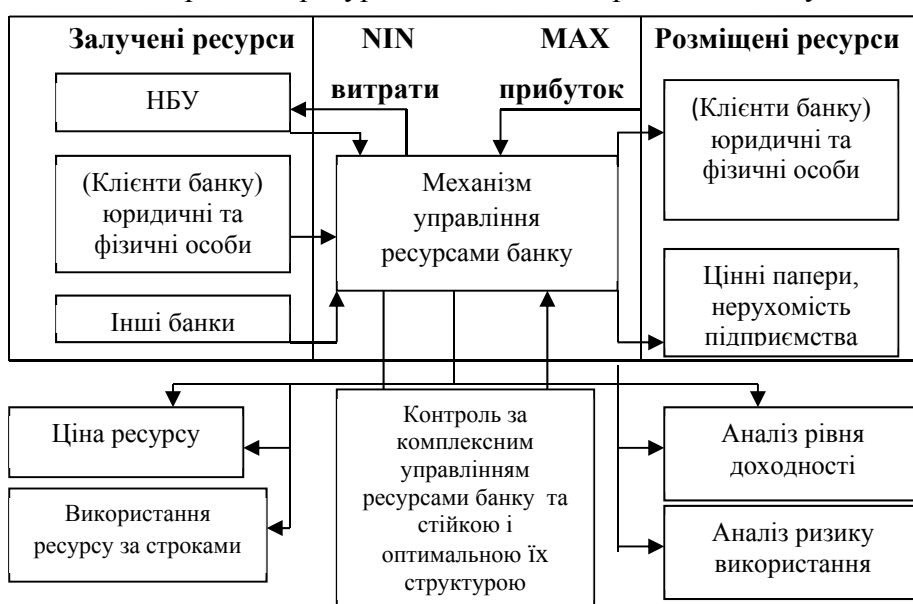 Залучені ресурси
NIN
MAX
Розміщені ресурси
витрати
прибуток
НБУ
(Клієнти банку)
юридичні та
фізичні особи
Інші банки
Механізм
управління
ресурсами банку
(Клієнти банку)
юридичні та
фізичні особи
Цінні папери,
нерухомість
підприємства
Ціна ресурсу
Використання
ресурсу за строками
Контроль за
комплексним
управлінням
ресурсами банку та
стійкою і
оптимальною їх
структурою
Аналіз рівня
доходності
Аналіз ризику
використання